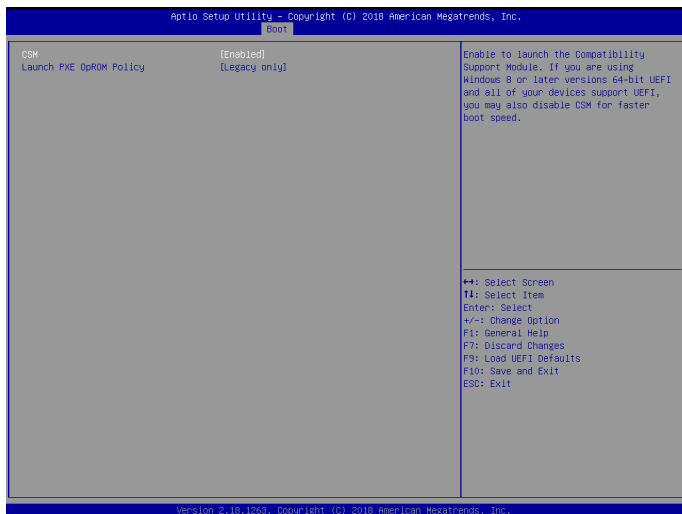 Aptio Setup Utility – Copyright (C) 2018 American Megatrends, Inc.
Boot
CSM [Enabled]
Launch PXE OpROM Policy [Legacy only]
Enable to launch the Compatibility
Support Module. If you are using
Windows 8 or later versions 64-bit UEFI
and all of your devices support UEFI,
you may also disable CSM for faster
boot speed.
↔: Select Screen
↑↓: Select Item
Enter: Select
+/-: Change Option
F1: General Help
F7: Discard Changes
F9: Load UEFI Defaults
F10: Save and Exit
ESC: Exit
Version 2.18.1263. Copyright (C) 2018 American Megatrends, Inc.